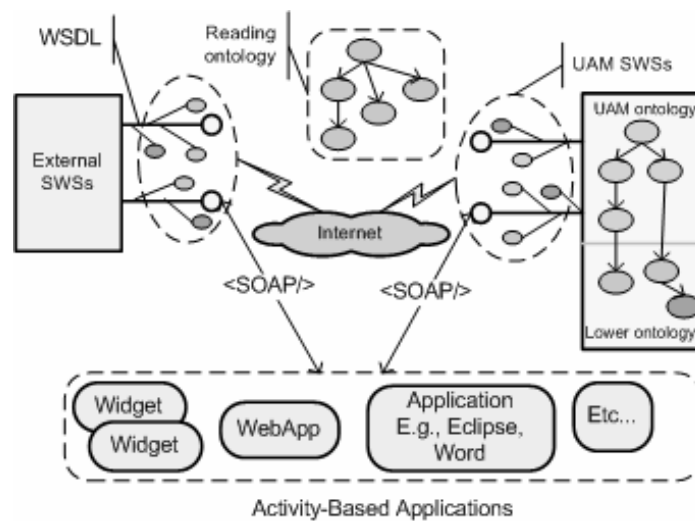 WSDL
Reading
ontology
UAM SWSs
External
SWSs
UAM ontology
Internet
<SOAP/>
<SOAP/>
Lower ontology
Widget
Widget
WebApp
Application
E.g., Eclipse,
Word
Etc...
Activity-Based Applications